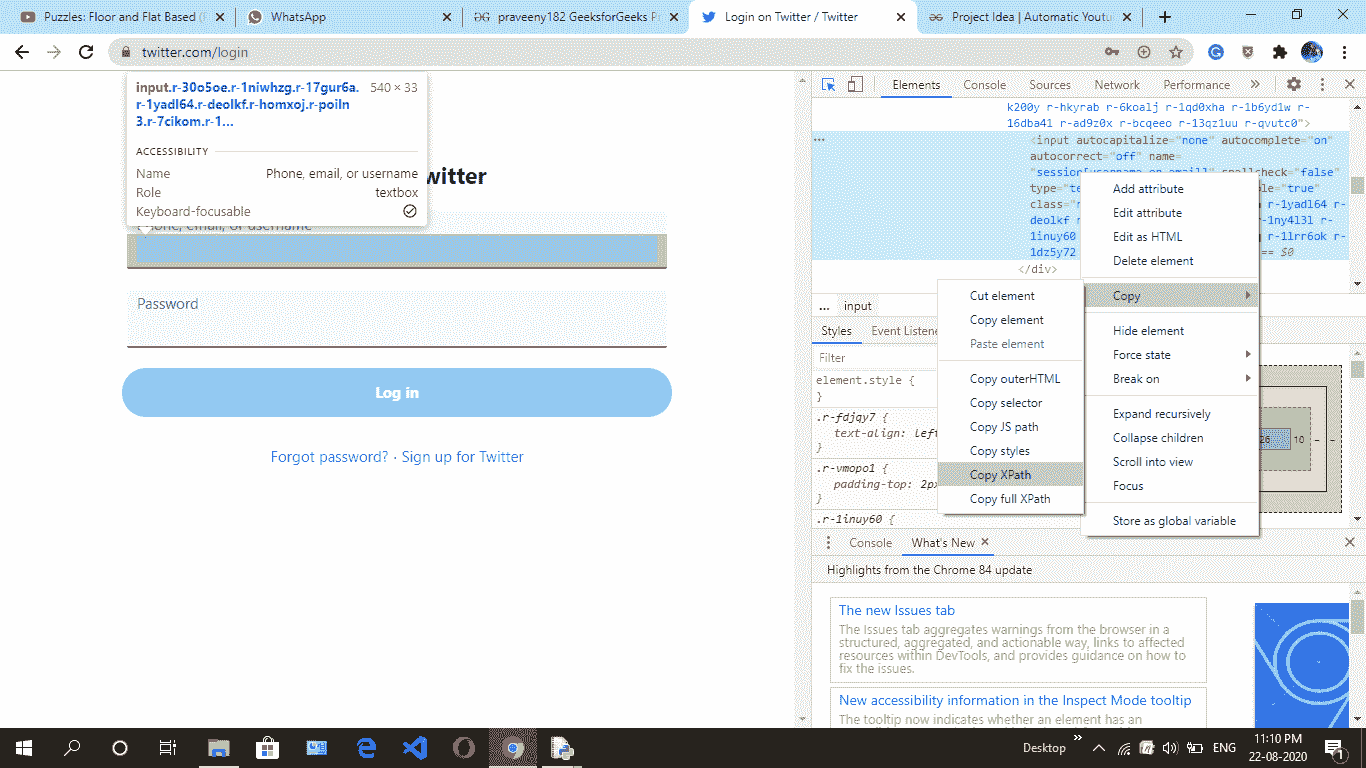 Puzzles: Floor and Flat Based (
WhatsApp
praveeny182 GeeksforGeeks Pr
Login on Twitter / Twitter
Project Idea | Automatic Youtu
twitter.com/login
input.r-30o5oe.r-1niwhzg.r-17gur6a.
r-1yadl64.r-deolkf.r-homxoj.r-poiln
3.r-7cikom.r-1...
540 × 33
ACCESSIBILITY
Name Phone, email, or username
Role textbox
Keyboard-focusable
witter
Phone, email, or username
Password
Log in
Forgot password? · Sign up for Twitter
Elements Console Sources Network Performance »
k200y r-hkyrab r-6koalj r-1qd0xha r-1b6yd1w r-
16dba41 r-ad9z0x r-bcqeeo r-13qz1uu r-qvutc0">
<input autocapitalize="none" autocomplete="on"
autocorrect="off" name=
"session[username_or_email]" spellcheck="false"
type="te le="true"
class="r r-1yadl64 r-
deolkf r -1ny4l3l r-
1inuy60 r-11rr6ok r-
1dz5y72 == $0
</div>
... input
Styles Event Listene
Filter
element.style {
}
.r-fdjqy7 {
text-align: left
}
.r-vmopo1 {
padding-top: 2px
}
.r-1inuy60 {
10 – –
Add attribute
Edit attribute
Edit as HTML
Delete element
Copy
Hide element
Force state
Break on
Expand recursively
Collapse children
Scroll into view
Focus
Store as global variable
Cut element
Copy element
Paste element
Copy outerHTML
Copy selector
Copy JS path
Copy styles
Copy XPath
Copy full XPath
Console What's New
Highlights from the Chrome 84 update
The new Issues tab
The Issues tab aggregates warnings from the browser in a
structured, aggregated, and actionable way, links to affected
resources within DevTools, and provides guidance on how to
fix the issues.
New accessibility information in the Inspect Mode tooltip
The tooltip now indicates whether an element has an
Desktop » ENG
11:10 PM
22-08-2020
1